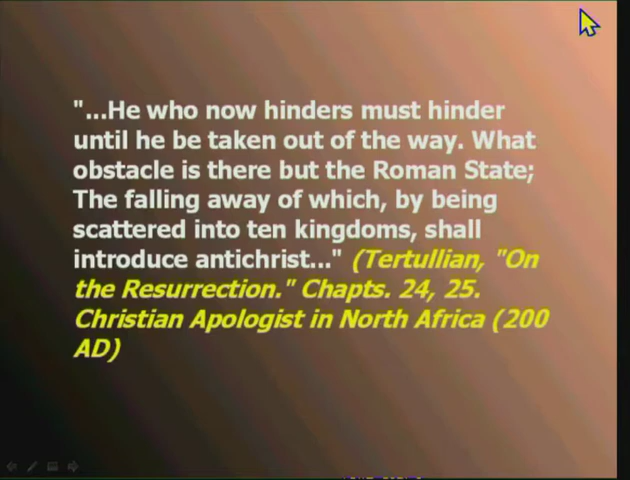 "...He who now hinders must hinder
until he be taken out of the way. What
obstacle is there but the Roman State;
The falling away of which, by being
scattered into ten kingdoms, shall
introduce antichrist..." (Tertullian, "On
the Resurrection." Chapts. 24, 25.
Christian Apologist in North Africa (200
AD)